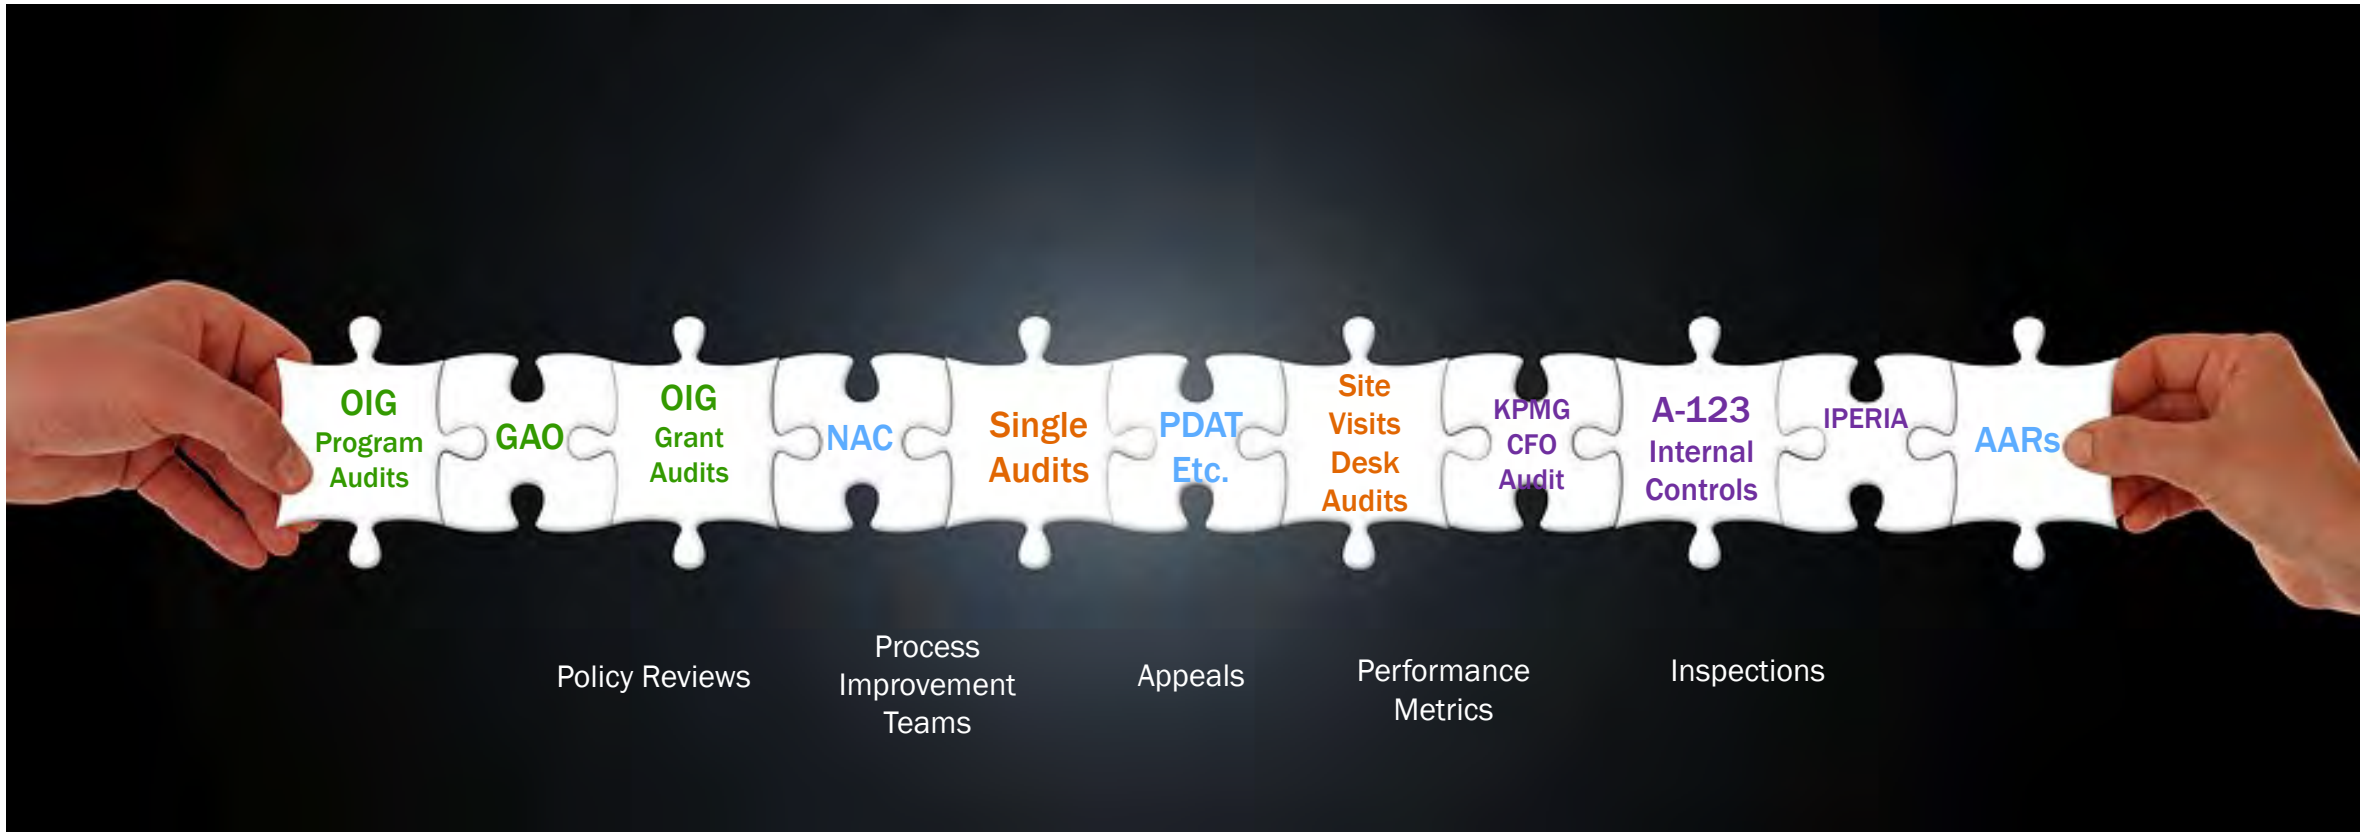 OIG
Program
Audits
GAO
OIG
Grant
Audits
NAC
Single
Audits
PDAT
Etc.
Site
Visits
Desk
Audits
KPMG
CFO
Audit
A-123
Internal
Controls
IPERIA
AARs
Policy Reviews
Process
Improvement
Teams
Appeals
Performance
Metrics
Inspections